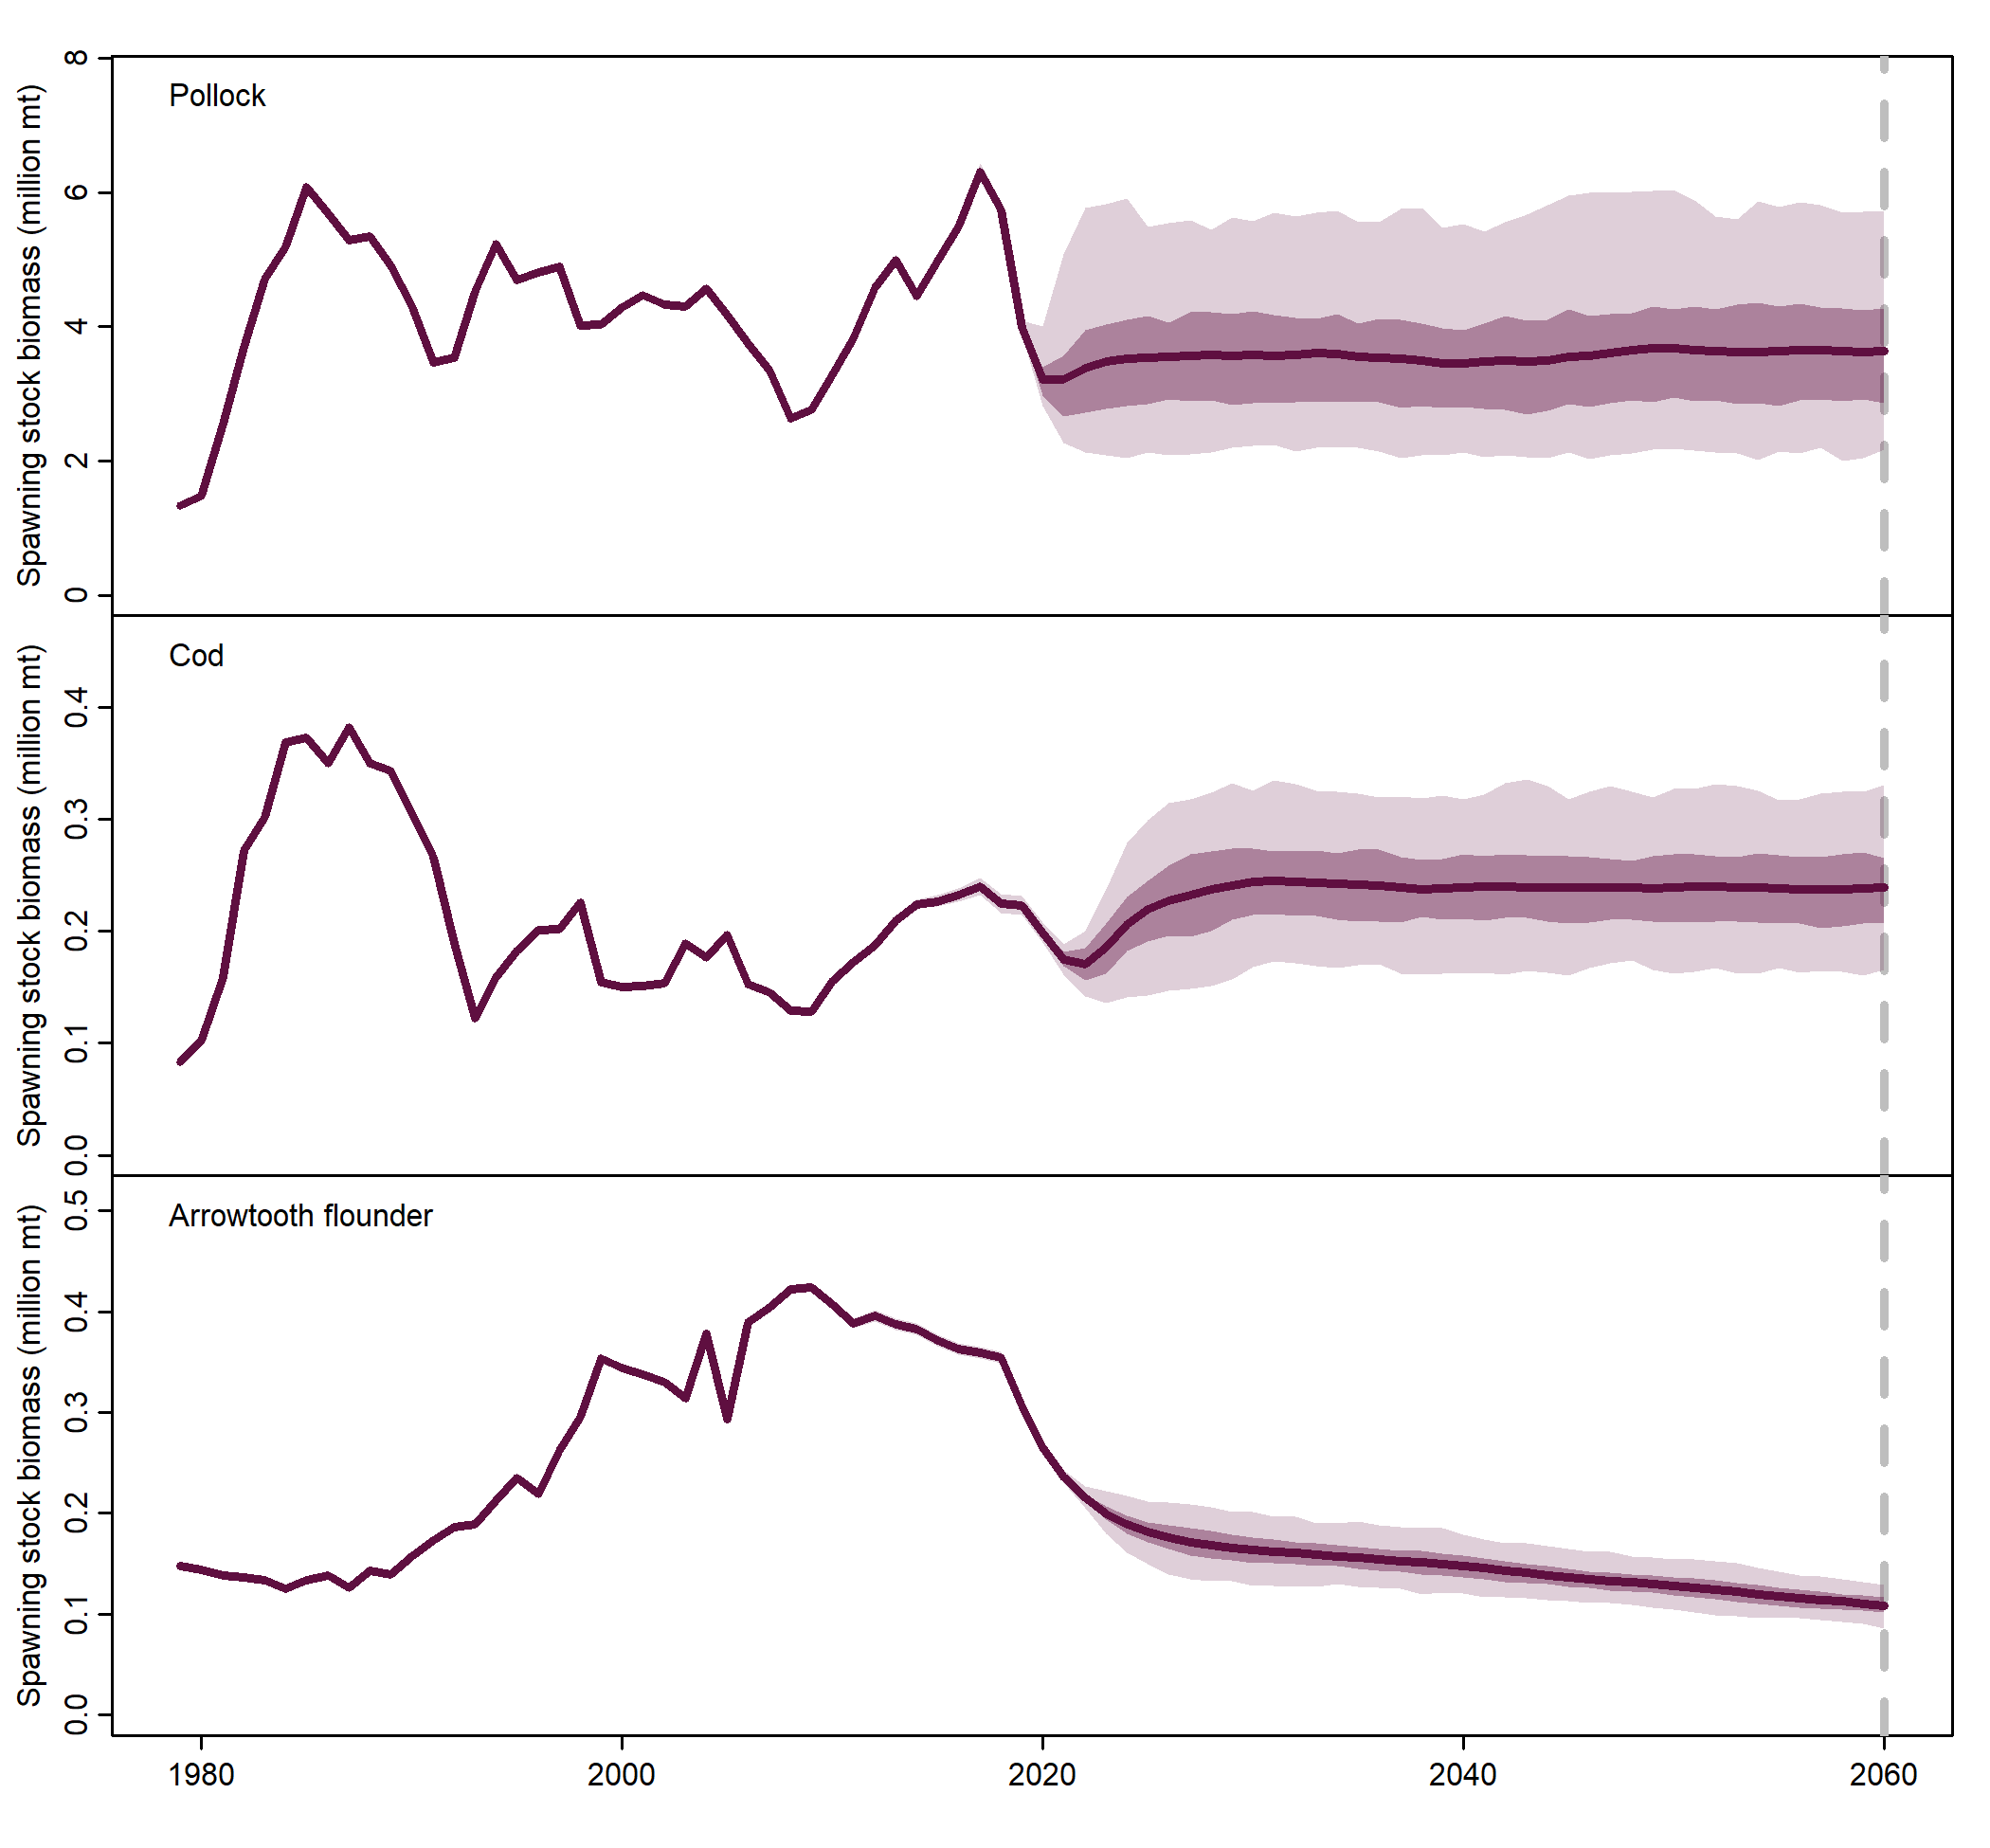 Pollock
Spawning stock biomass (million mt)
8
6
4
2
0
Cod
Spawning stock biomass (million mt)
0.4
0.3
0.2
0.1
0.0
Arrowtooth flounder
Spawning stock biomass (million mt)
0.5
0.4
0.3
0.2
0.1
0.0
1980 2000 2020 2040 2060